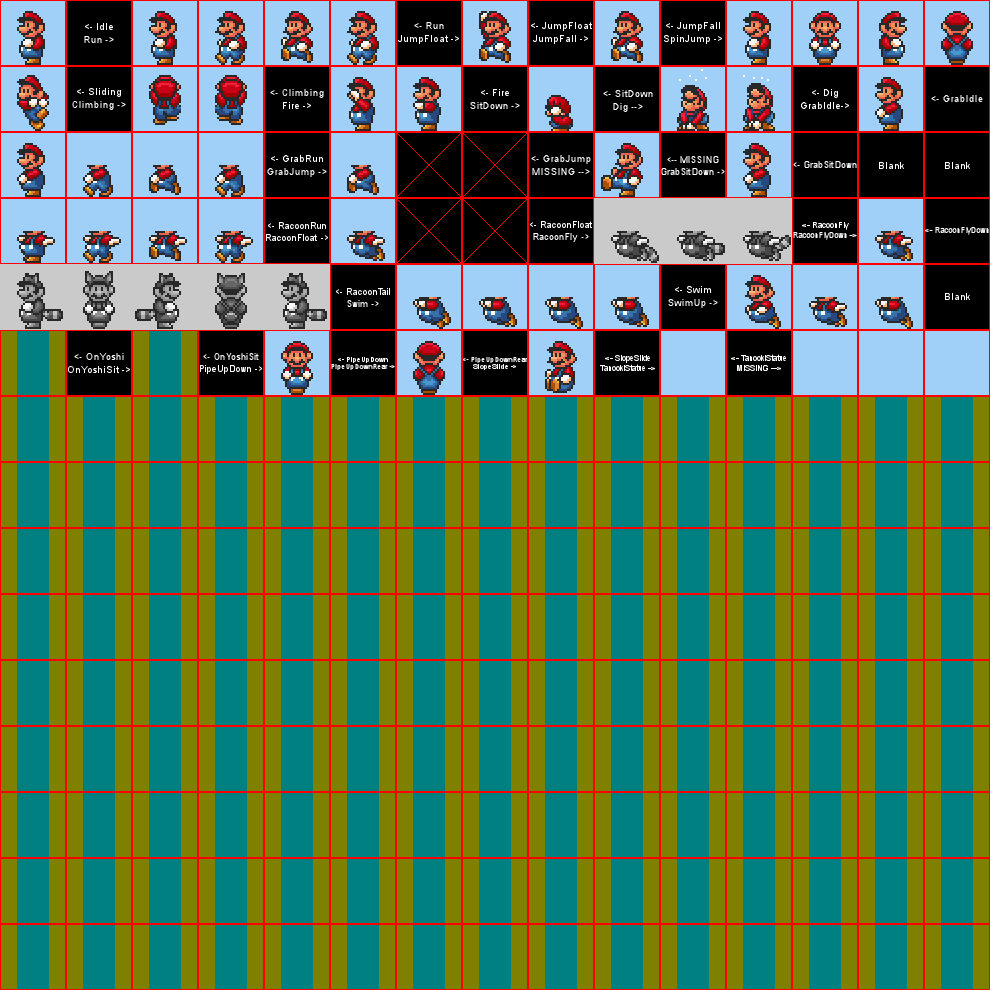 <- Idle
Run ->
<- Run
JumpFloat ->
<- JumpFloat
JumpFall ->
<- JumpFall
SpinJump ->
<- Sliding
Climbing ->
<- Climbing
Fire ->
<- Fire
SitDown ->
<- SitDown
Dig -->
<- Dig
GrabIdle->
<- GrabIdle
<- GrabRun
GrabJump ->
<- GrabJump
MISSING -->
<-- MISSING
GrabSitDown ->
<- GrabSitDown
Blank
Blank
<- RacoonRun
RacoonFloat ->
<- RacoonFloat
RacoonFly ->
<- RacoonFly
RacoonFlyDown ->
<- RacoonFlyDown
<- RacoonTail
Swim ->
<- Swim
SwimUp ->
Blank
<- OnYoshi
OnYoshiSit ->
<- OnYoshiSit
PipeUpDown ->
<- PipeUpDown
PipeUpDownRear ->
<- PipeUpDownRear
SlopeSlide ->
<- SlopeSlide
TanookiStatue ->
<- TanookiStatue
MISSING -->